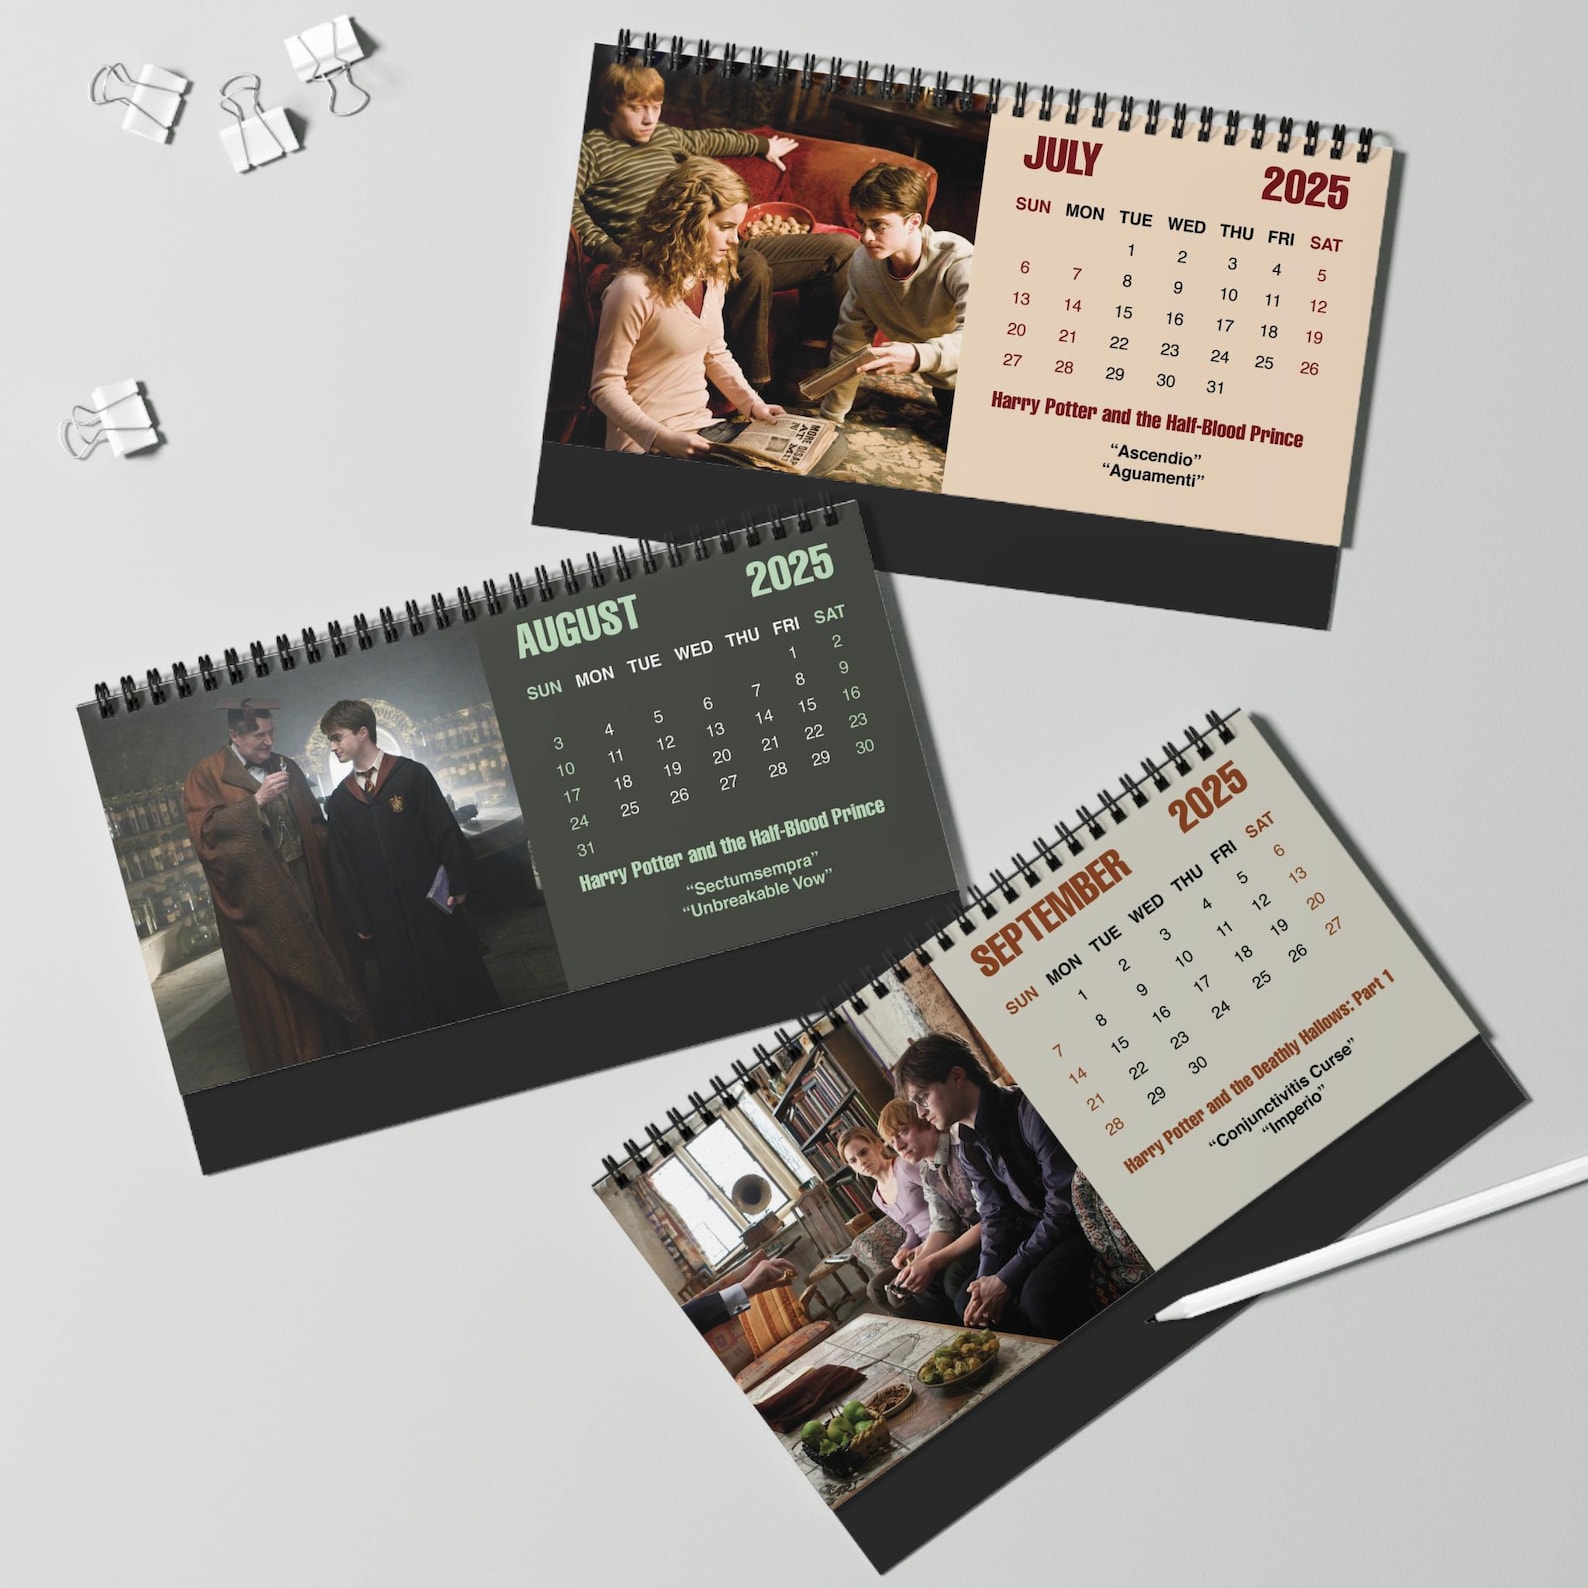 JULY 2025
SUN MON TUE WED THU FRI SAT
1 2 3 4 5
6 7 8 9 10 11 12
13 14 15 16 17 18 19
20 21 22 23 24 25 26
27 28 29 30 31
Harry Potter and the Half-Blood Prince
“Ascendio”
“Aguamenti”
MORE
AUGUST 2025
SUN MON TUE WED THU FRI SAT
1 2
3 4 5 6 7 8 9
10 11 12 13 14 15 16
17 18 19 20 21 22 23
24 25 26 27 28 29 30
31
Harry Potter and the Half-Blood Prince
“Sectumsempra”
“Unbreakable Vow”
SEPTEMBER 2025
SUN MON TUE WED THU FRI SAT
1 2 3 4 5 6
7 8 9 10 11 12 13
14 15 16 17 18 19 20
21 22 23 24 25 26 27
28 29 30
Harry Potter and the Deathly Hallows: Part 1
“Conjunctivitis Curse”
“Imperio”